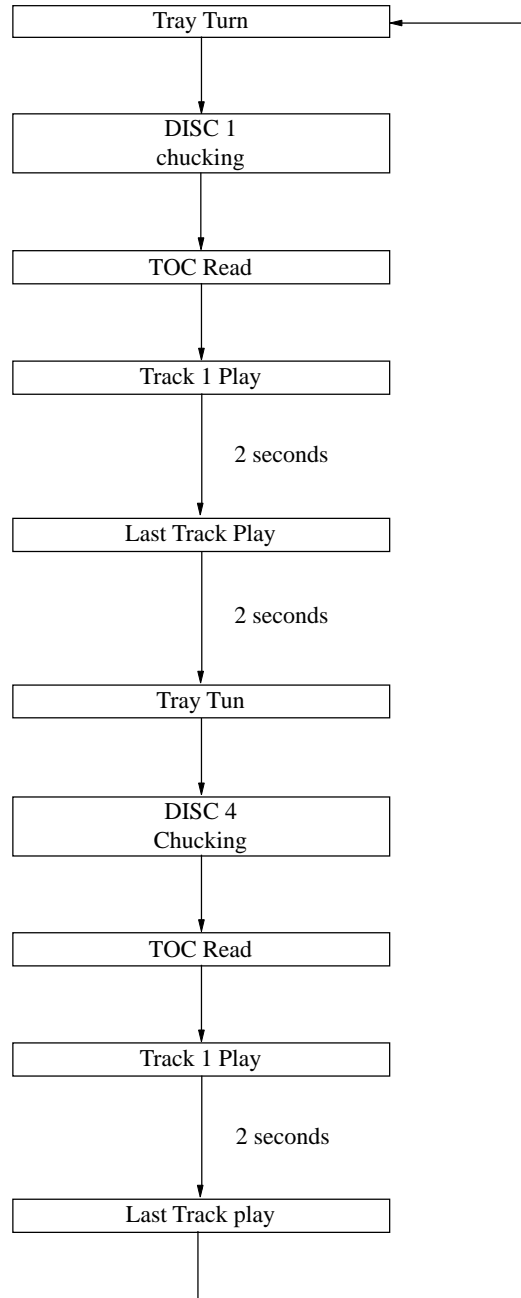 Tray Turn
DISC 1
chucking
TOC Read
Track 1 Play
2 seconds
Last Track Play
2 seconds
Tray Tun
DISC 4
Chucking
TOC Read
Track 1 Play
2 seconds
Last Track play